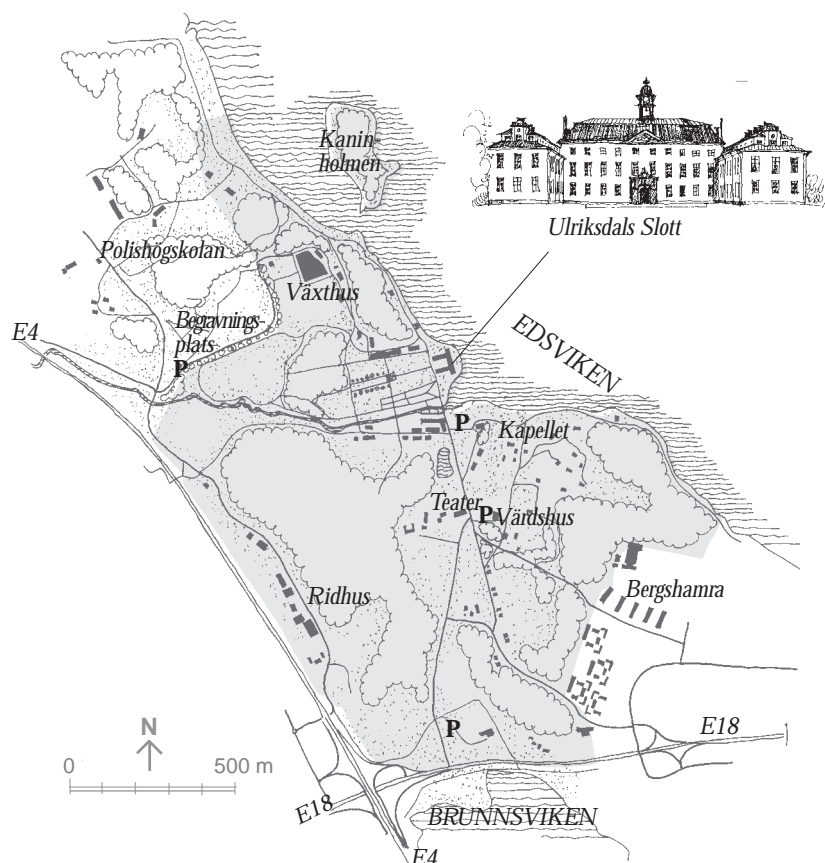 Kanin-
holmen
Ulriksdals Slott
Polishögskolan
Växthus
Begravnings-
plats
E4
P
EDSVIKEN
P
Kapellet
Teater
P Värdshus
Ridhus
Bergshamra
N
0 500 m
P
E18
E18
BRUNNSVIKEN
E4